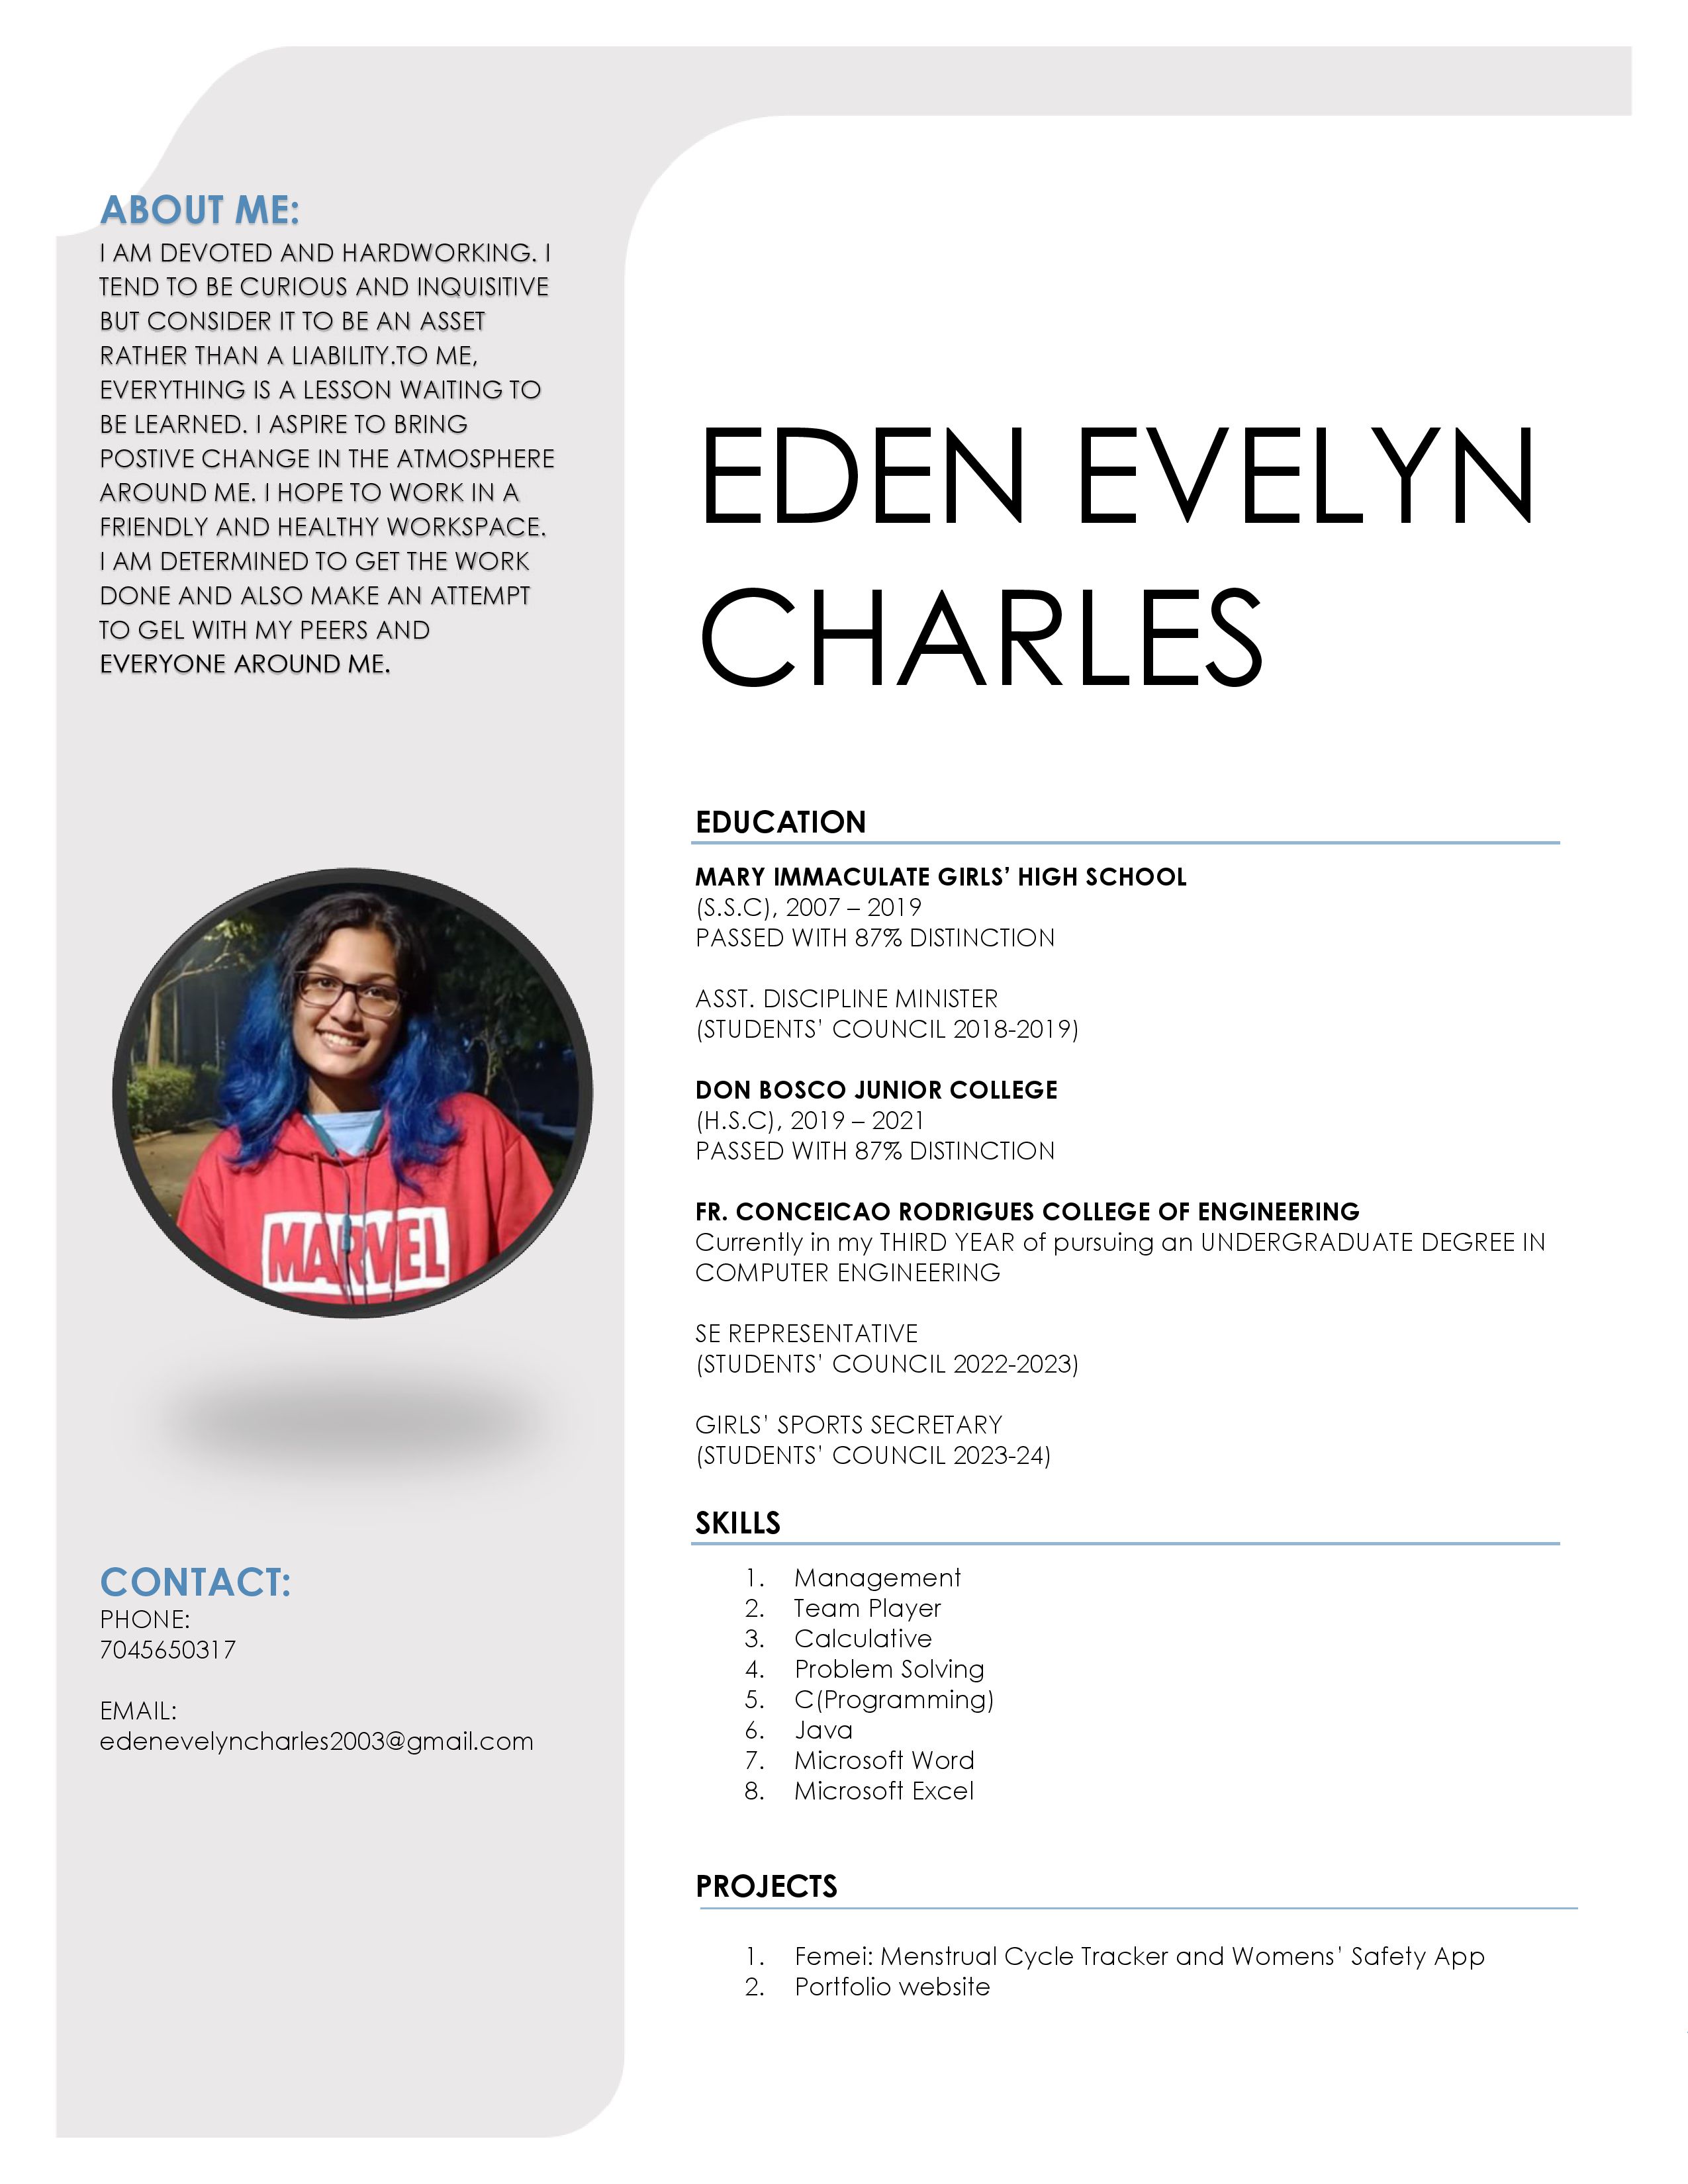 ABOUT ME:
I AM DEVOTED AND HARDWORKING. I
TEND TO BE CURIOUS AND INQUISITIVE
BUT CONSIDER IT TO BE AN ASSET
RATHER THAN A LIABILITY.TO ME,
EVERYTHING IS A LESSON WAITING TO
BE LEARNED. I ASPIRE TO BRING
POSTIVE CHANGE IN THE ATMOSPHERE
AROUND ME. I HOPE TO WORK IN A
FRIENDLY AND HEALTHY WORKSPACE.
I AM DETERMINED TO GET THE WORK
DONE AND ALSO MAKE AN ATTEMPT
TO GEL WITH MY PEERS AND
EVERYONE AROUND ME.
MARVEL
CONTACT:
PHONE:
7045650317
EMAIL:
edenevelyncharles2003@gmail.com
EDEN EVELYN
CHARLES
EDUCATION
MARY IMMACULATE GIRLS’ HIGH SCHOOL
(S.S.C), 2007 – 2019
PASSED WITH 87% DISTINCTION
ASST. DISCIPLINE MINISTER
(STUDENTS’ COUNCIL 2018-2019)
DON BOSCO JUNIOR COLLEGE
(H.S.C), 2019 – 2021
PASSED WITH 87% DISTINCTION
FR. CONCEICAO RODRIGUES COLLEGE OF ENGINEERING
Currently in my THIRD YEAR of pursuing an UNDERGRADUATE DEGREE IN
COMPUTER ENGINEERING
SE REPRESENTATIVE
(STUDENTS’ COUNCIL 2022-2023)
GIRLS’ SPORTS SECRETARY
(STUDENTS’ COUNCIL 2023-24)
SKILLS
1. Management
2. Team Player
3. Calculative
4. Problem Solving
5. C(Programming)
6. Java
7. Microsoft Word
8. Microsoft Excel
PROJECTS
1. Femei: Menstrual Cycle Tracker and Womens’ Safety App
2. Portfolio website